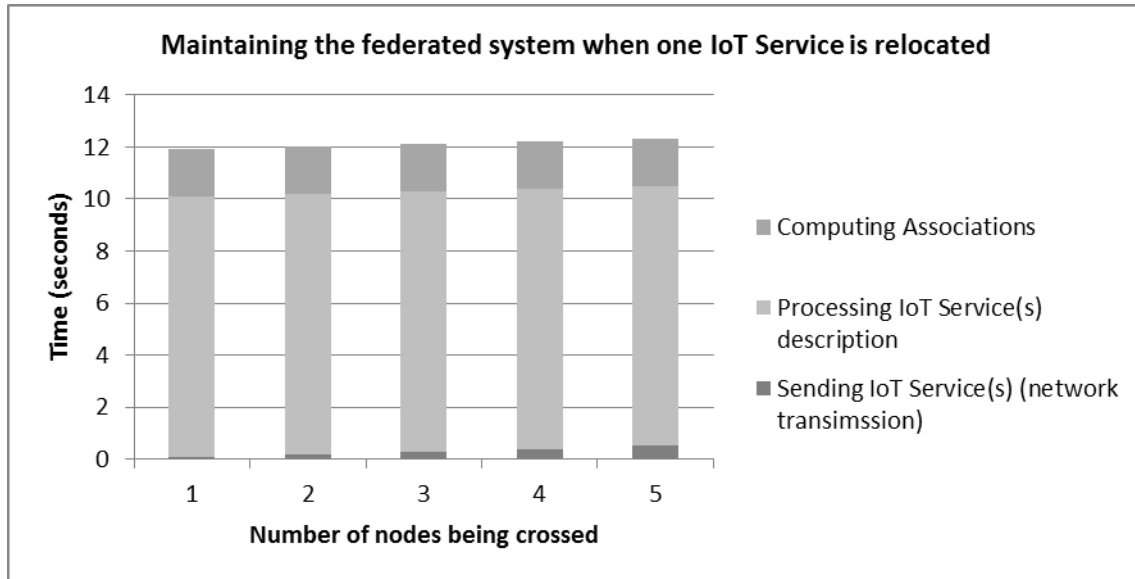 Maintaining the federated system when one IoT Service is relocated
14
12
10
8
6
4
2
0
Time (seconds)
1 2 3 4 5
Number of nodes being crossed
Computing Associations
Processing IoT Service(s)
description
Sending IoT Service(s) (network
transimssion)